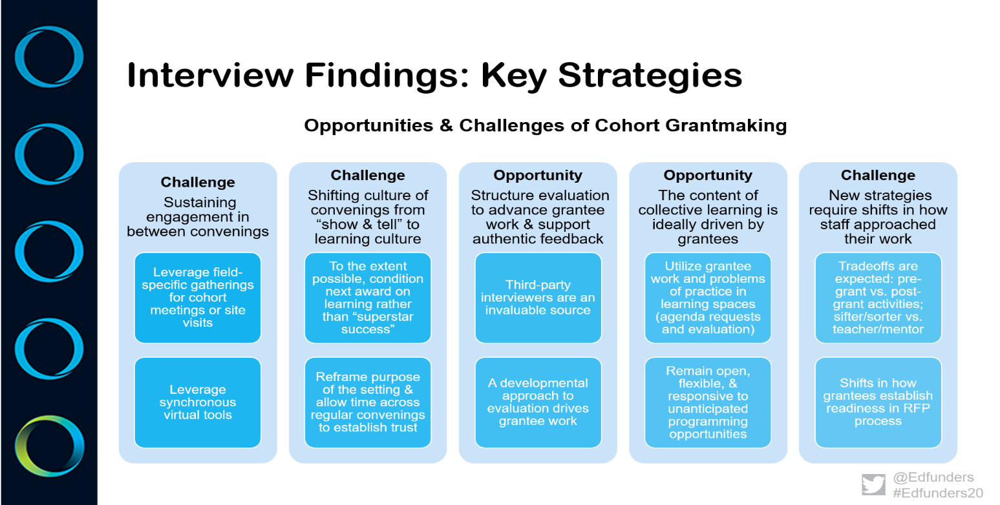 Interview Findings: Key Strategies
Opportunities & Challenges of Cohort Grantmaking
Challenge
Sustaining
engagement in
between convenings
Leverage field-
specific gatherings
for cohort
meetings or site
visits
Leverage
synchronous
virtual tools
Challenge
Shifting culture of
convenings from
“show & tell” to
learning culture
To the extent
possible, condition
next award on
learning rather
than “superstar
success”
Reframe purpose
of the setting &
allow time across
regular convenings
to establish trust
Opportunity
Structure evaluation
to advance grantee
work & support
authentic feedback
Third-party
interviewers are an
invaluable source
A developmental
approach to
evaluation drives
grantee work
Opportunity
The content of
collective learning is
ideally driven by
grantees
Utilize grantee
work and problems
of practice in
learning spaces
(agenda requests
and evaluation)
Remain open,
flexible, &
responsive to
unanticipated
programming
opportunities
Challenge
New strategies
require shifts in how
staff approached
their work
Tradeoffs are
expected: pre-
grant vs. post-
grant activities;
sifter/sorter vs.
teacher/mentor
Shifts in how
grantees establish
readiness in RFP
process
@Edfunders
#Edfunders20